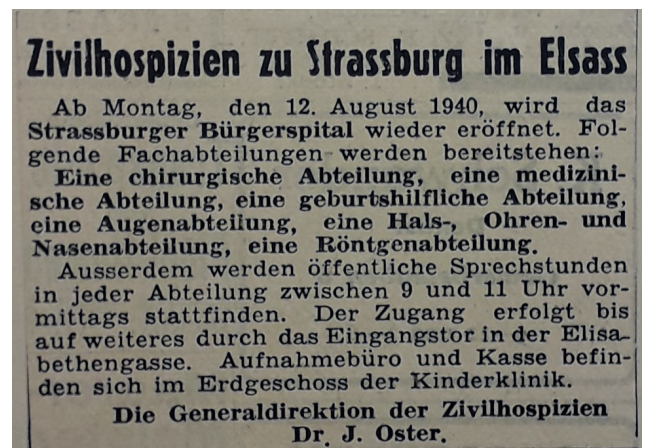 Zivilhospizien zu Strassburg im Elsass
Ab Montag, den 12. August 1940, wird das
Strassburger Bürgerspital wieder eröffnet. Fol-
gende Fachabteilungen werden bereitstehen:
Eine chirurgische Abteilung, eine medizini-
sche Abteilung, eine geburtshilfliche Abteilung,
eine Augenabteilung, eine Hals-, Ohren- und
Nasenabteilung, eine Röntgenabteilung.
Ausserdem werden öffentliche Sprechstunden
in jeder Abteilung zwischen 9 und 11 Uhr vor-
mittags stattfinden. Der Zugang erfolgt bis
auf weiteres durch das Eingangstor in der Elisa-
bethengasse. Aufnahmebüro und Kasse befin-
den sich im Erdgeschoss der Kinderklinik.
Die Generaldirektion der Zivilhospizien
Dr. J. Oster.